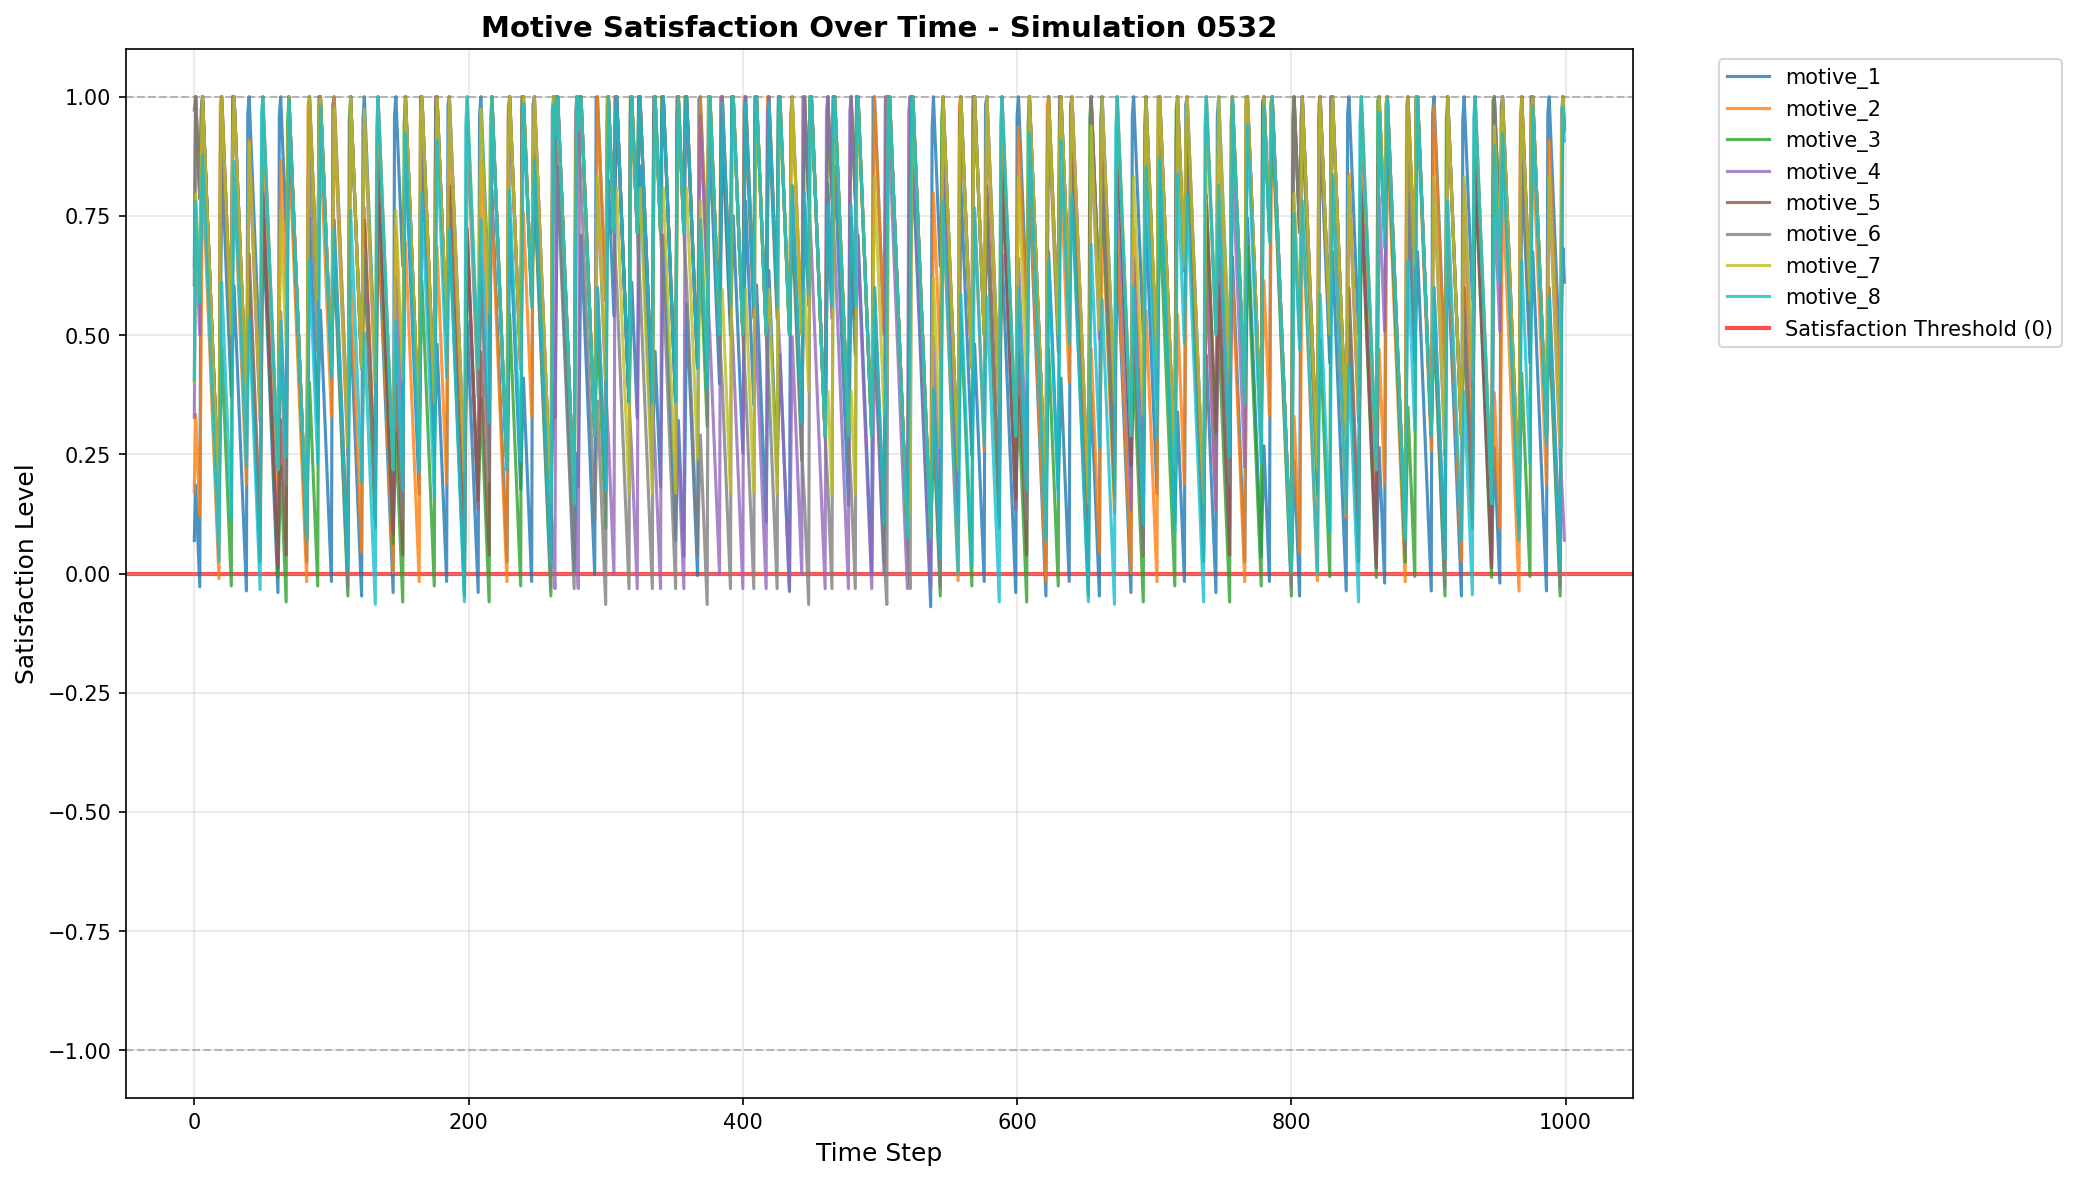 Motive Satisfaction Over Time - Simulation 0532
Satisfaction Level
1.00
0.75
0.50
0.25
0.00
−0.25
−0.50
−0.75
−1.00
0
200
400
600
800
1000
Time Step
motive_1
motive_2
motive_3
motive_4
motive_5
motive_6
motive_7
motive_8
Satisfaction Threshold (0)